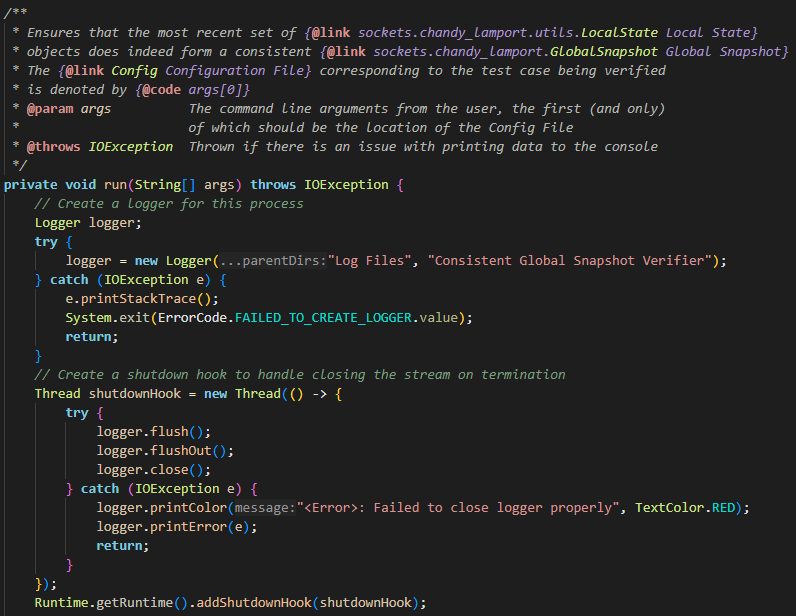 /**
 * Ensures that the most recent set of {@link sockets.chandy_lamport.utils.LocalState Local State}
 * objects does indeed form a consistent {@link sockets.chandy_lamport.GlobalSnapshot Global Snapshot}
 * The {@link Config Configuration File} corresponding to the test case being verified
 * is denoted by {@code args[0]}
 * @param args          The command line arguments from the user, the first (and only)
 *                      of which should be the location of the Config File
 * @throws IOException  Thrown if there is an issue with printing data to the console
 */
private void run(String[] args) throws IOException {
    // Create a logger for this process
    Logger logger;
    try {
        logger = new Logger(...parentDirs:"Log Files", "Consistent Global Snapshot Verifier");
    } catch (IOException e) {
        e.printStackTrace();
        System.exit(ErrorCode.FAILED_TO_CREATE_LOGGER.value);
        return;
    }
    // Create a shutdown hook to handle closing the stream on termination
    Thread shutdownHook = new Thread(() -> {
        try {
            logger.flush();
            logger.flushOut();
            logger.close();
        } catch (IOException e) {
            logger.printColor(message:"<Error>: Failed to close logger properly", TextColor.RED);
            logger.printError(e);
            return;
        }
    });
    Runtime.getRuntime().addShutdownHook(shutdownHook);